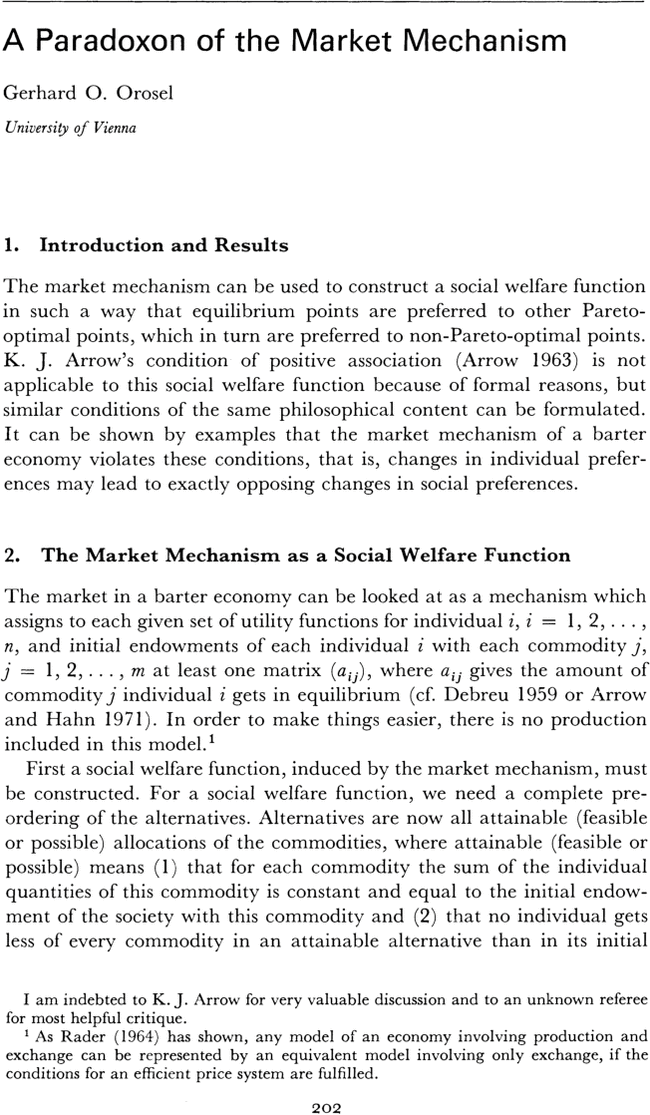 A Paradoxon of the Market Mechanism
Gerhard O. Orosel
University of Vienna
1. Introduction and Results
The market mechanism can be used to construct a social welfare function
in such a way that equilibrium points are preferred to other Pareto-
optimal points, which in turn are preferred to non-Pareto-optimal points.
K. J. Arrow's condition of positive association (Arrow 1963) is not
applicable to this social welfare function because of formal reasons, but
similar conditions of the same philosophical content can be formulated.
It can be shown by examples that the market mechanism of a barter
economy violates these conditions, that is, changes in individual prefer-
ences may lead to exactly opposing changes in social preferences.
2. The Market Mechanism as a Social Welfare Function
The market in a barter economy can be looked at as a mechanism which
assigns to each given set of utility functions for individual i, i = 1, 2, . . . ,
n, and initial endowments of each individual i with each commodity j,
j = 1, 2, . . . , m at least one matrix (aij), where aij gives the amount of
commodity j individual i gets in equilibrium (cf. Debreu 1959 or Arrow
and Hahn 1971). In order to make things easier, there is no production
included in this model.1
First a social welfare function, induced by the market mechanism, must
be constructed. For a social welfare function, we need a complete pre-
ordering of the alternatives. Alternatives are now all attainable (feasible
or possible) allocations of the commodities, where attainable (feasible or
possible) means (1) that for each commodity the sum of the individual
quantities of this commodity is constant and equal to the initial endow-
ment of the society with this commodity and (2) that no individual gets
less of every commodity in an attainable alternative than in its initial
I am indebted to K. J. Arrow for very valuable discussion and to an unknown referee
for most helpful critique.
1 As Rader (1964) has shown, any model of an economy involving production and
exchange can be represented by an equivalent model involving only exchange, if the
conditions for an efficient price system are fulfilled.
202